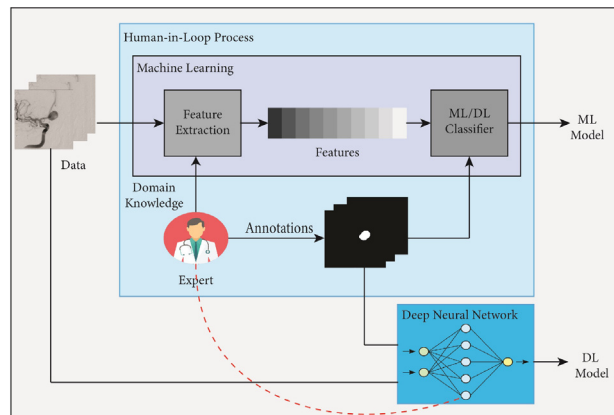 Human-in-Loop Process
Machine Learning
Feature
Extraction
Features
ML/DL
Classifier
ML
Model
Data
Domain
Knowledge
Annotations
Expert
Deep Neural Network
DL
Model